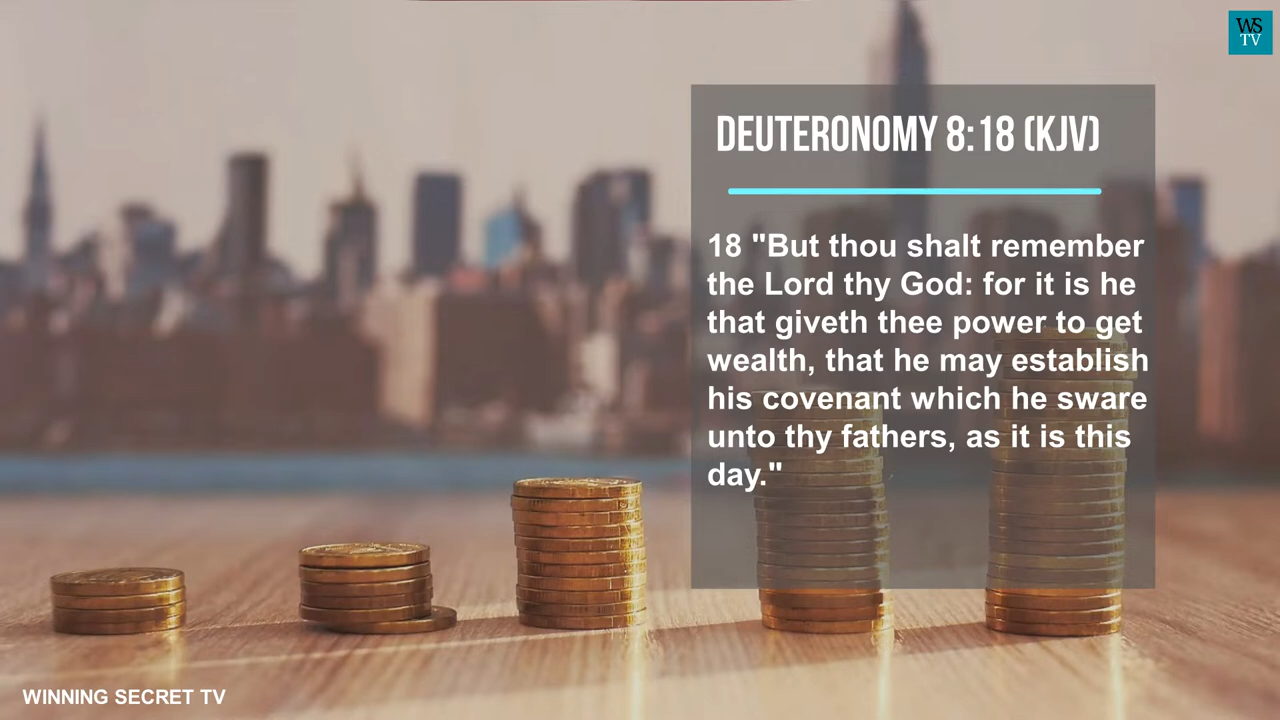 WS
TV
DEUTERONOMY 8:18 (KJV)
18 "But thou shalt remember
the Lord thy God: for it is he
that giveth thee power to get
wealth, that he may establish
his covenant which he sware
unto thy fathers, as it is this
day."
WINNING SECRET TV